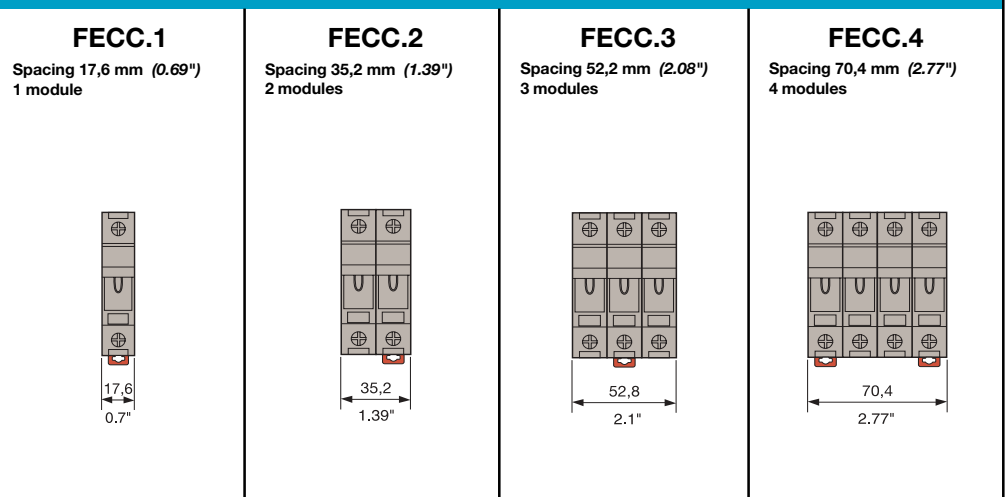 FECC.1
Spacing 17,6 mm (0.69")
1 module
17,6
0.7"
FECC.2
Spacing 35,2 mm (1.39")
2 modules
35,2
1.39"
FECC.3
Spacing 52,2 mm (2.08")
3 modules
52,8
2.1"
FECC.4
Spacing 70,4 mm (2.77")
4 modules
70,4
2.77"